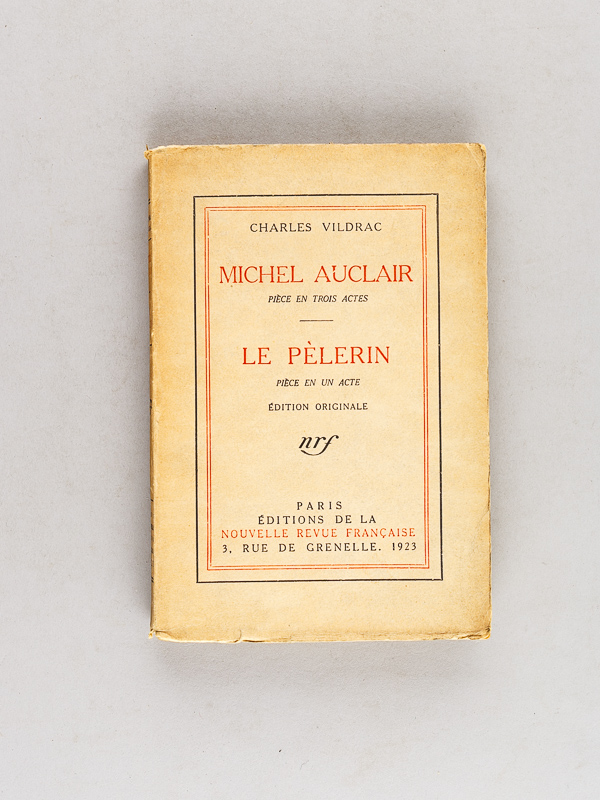 CHARLES VILDRAC
MICHEL AUCLAIR
PIÈCE EN TROIS ACTES
LE PÈLERIN
PIÈCE EN UN ACTE
ÉDITION ORIGINALE
nrf
PARIS
ÉDITIONS DE LA
NOUVELLE REVUE FRANÇAISE
3, RUE DE GRENELLE. 1923